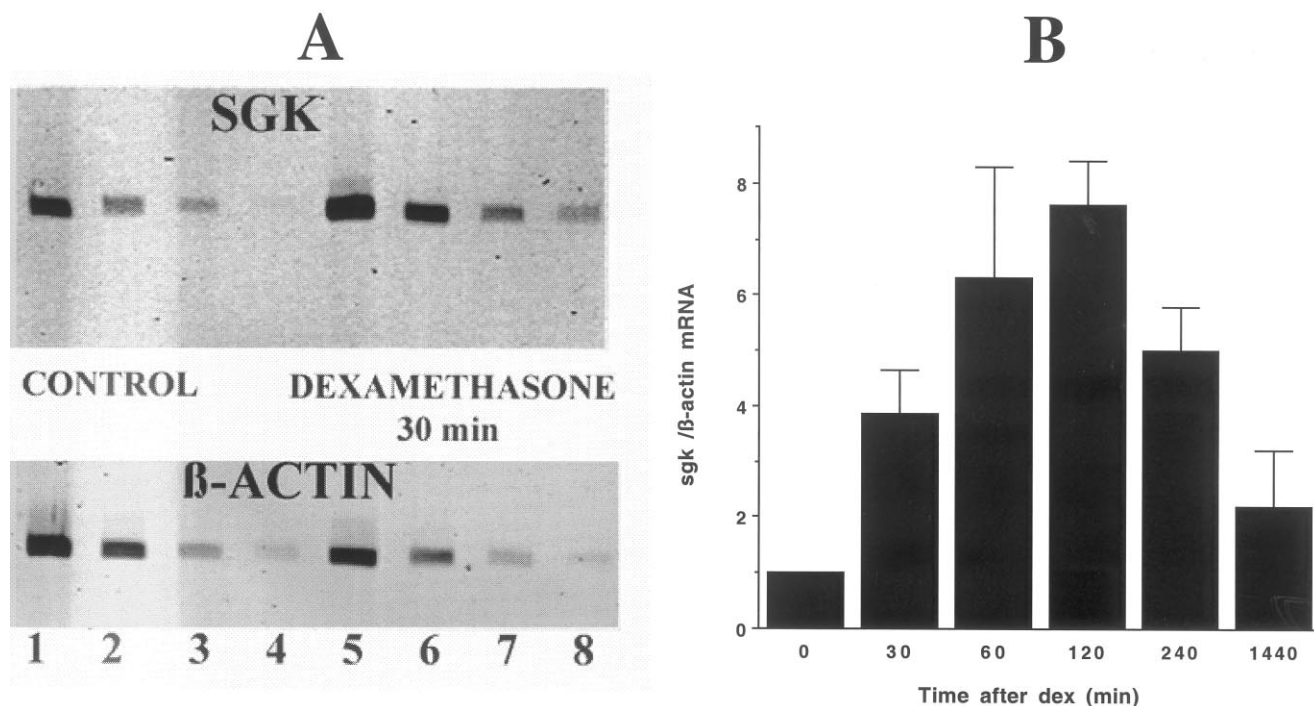 A
SGK
CONTROL
DEXAMETHASONE
30 min
ß-ACTIN
1 2 3 4 5 6 7 8
B
sgk /ß-actin mRNA
8
6
4
2
0
0 30 60 120 240 1440
Time after dex (min)